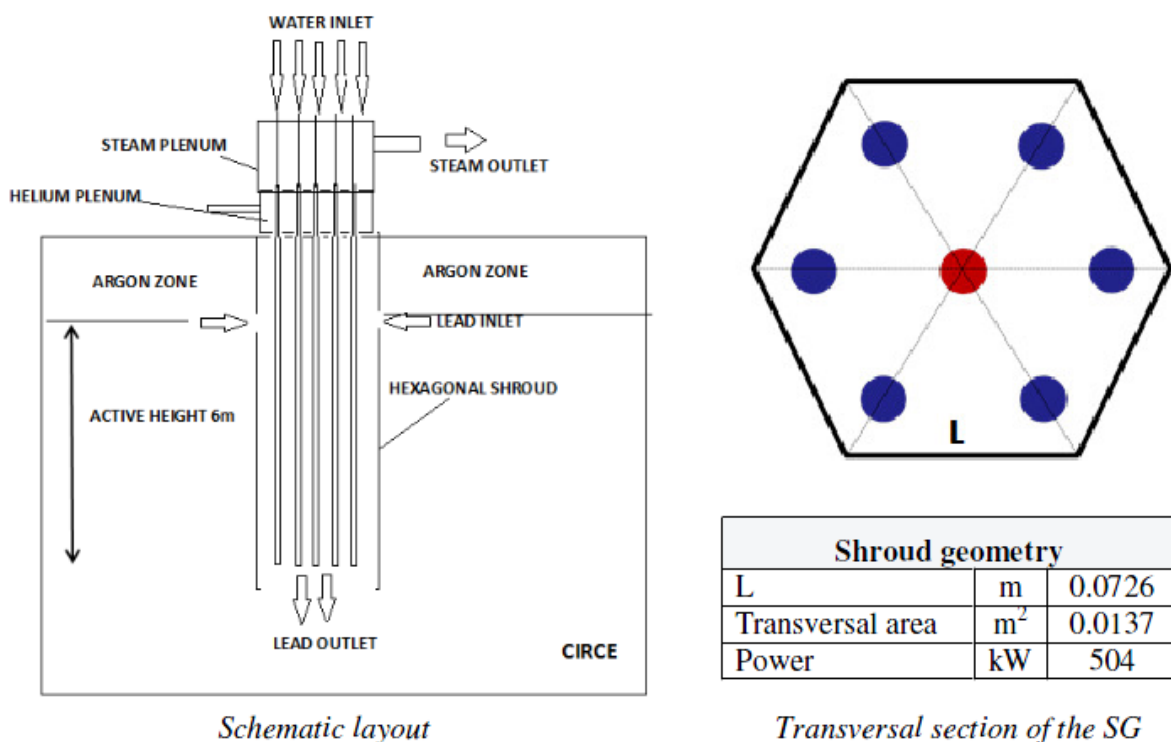 WATER INLET
STEAM PLENUM
STEAM OUTLET
HELIUM PLENUM
ARGON ZONE
ARGON ZONE
LEAD INLET
HEXAGONAL SHROUD
ACTIVE HEIGHT 6m
LEAD OUTLET
CIRCE
Schematic layout
L
Shroud geometry
L m 0.0726
Transversal area m² 0.0137
Power kW 504
Transversal section of the SG